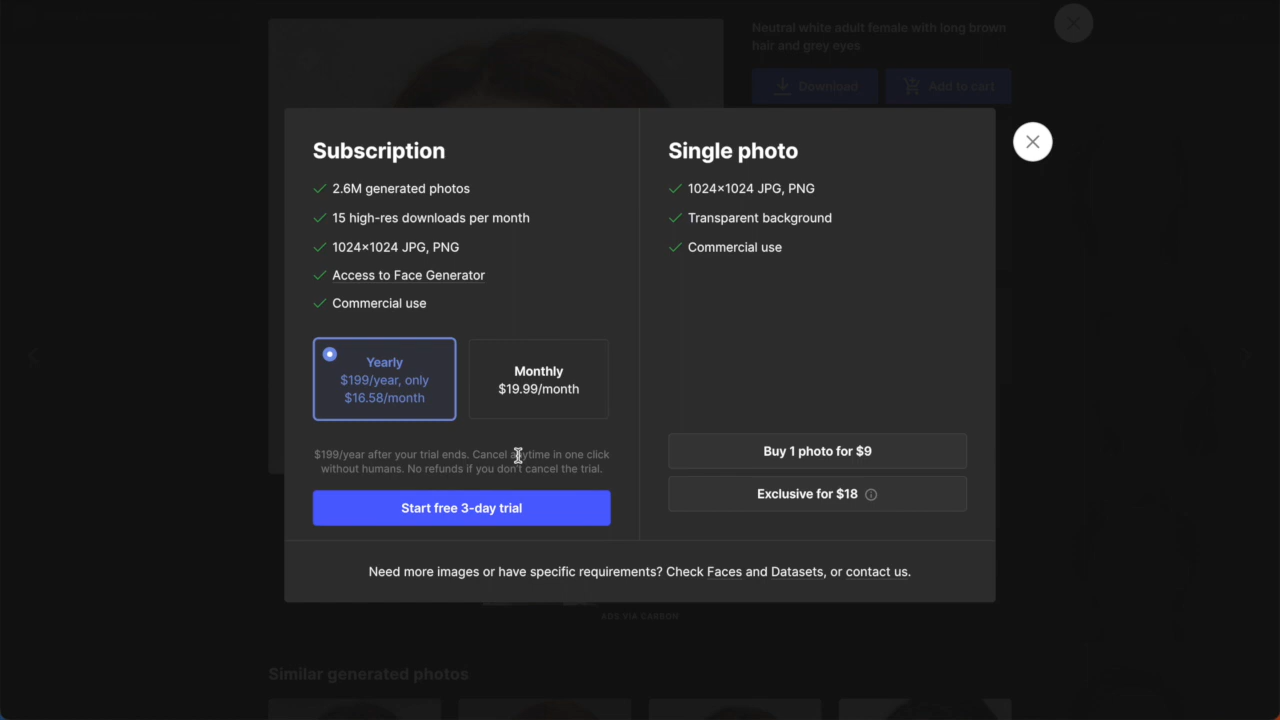 Neutral white adult female with long brown
hair and grey eyes
Download
Add to cart
Subscription
2.6M generated photos
15 high-res downloads per month
1024×1024 JPG, PNG
Access to Face Generator
Commercial use
Yearly
$199/year, only
$16.58/month
Monthly
$19.99/month
$199/year after your trial ends. Cancel anytime in one click
without humans. No refunds if you don't cancel the trial.
Start free 3-day trial
Single photo
1024×1024 JPG, PNG
Transparent background
Commercial use
Buy 1 photo for $9
Exclusive for $18
Need more images or have specific requirements? Check Faces and Datasets, or contact us.
ADS VIA CARBON
Similar generated photos